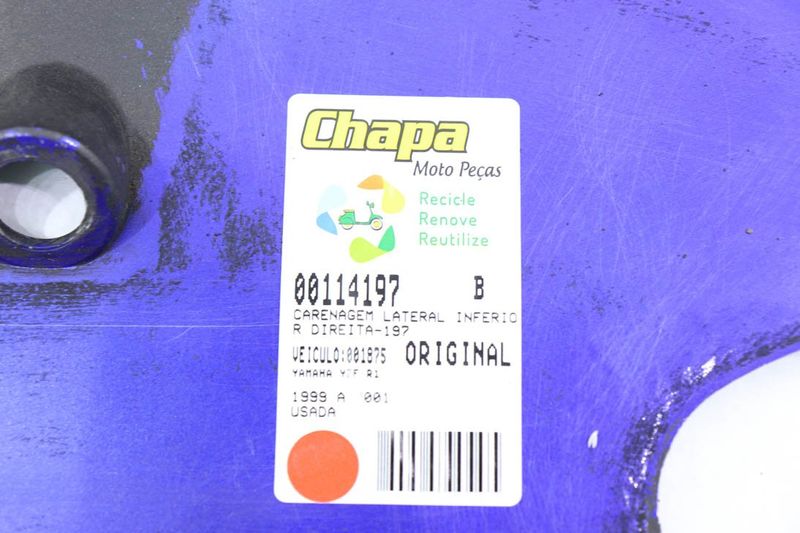 Chapa
Moto Peças
Recicle
Renove
Reutilize
00114197 B
CARENAGEM LATERAL INFERIO
R DIREITA-197
VEICULO:001875 ORIGINAL
YAMAHA YZF R1
1999 A 001
USADA